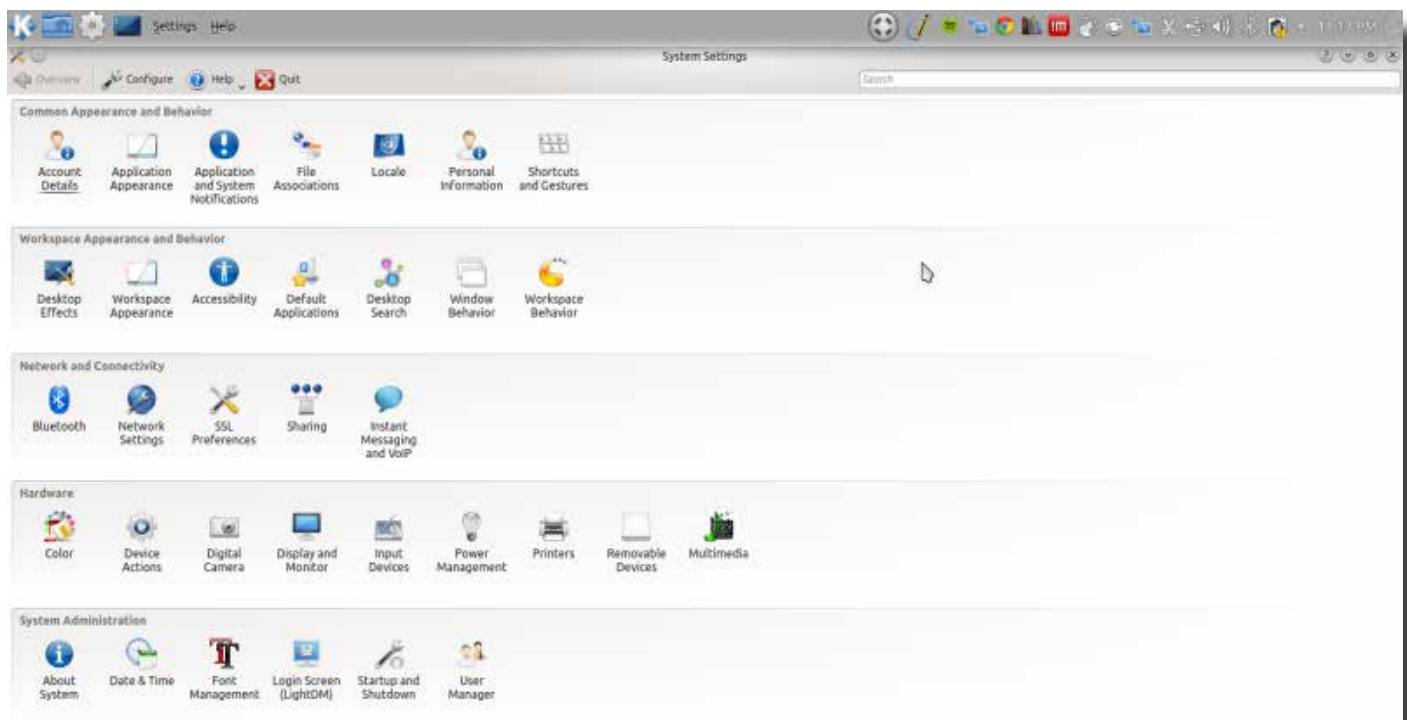 Settings Help
im
System Settings
Overview Configure Help Quit Search
Common Appearance and Behavior
Account Application Application File Locale Personal Shortcuts
Details Appearance and System Associations Information and Gestures
Notifications
Workspace Appearance and Behavior
Desktop Workspace Accessibility Default Desktop Window Workspace
Effects Appearance Applications Search Behavior Behavior
Network and Connectivity
Bluetooth Network SSL Sharing Instant
Settings Preferences Messaging
and VoIP
Hardware
Color Device Digital Display and Input Power Printers Removable Multimedia
Actions Camera Monitor Devices Management Devices
System Administration
About Date & Time Font Login Screen Startup and User
System Management (LightDM) Shutdown Manager